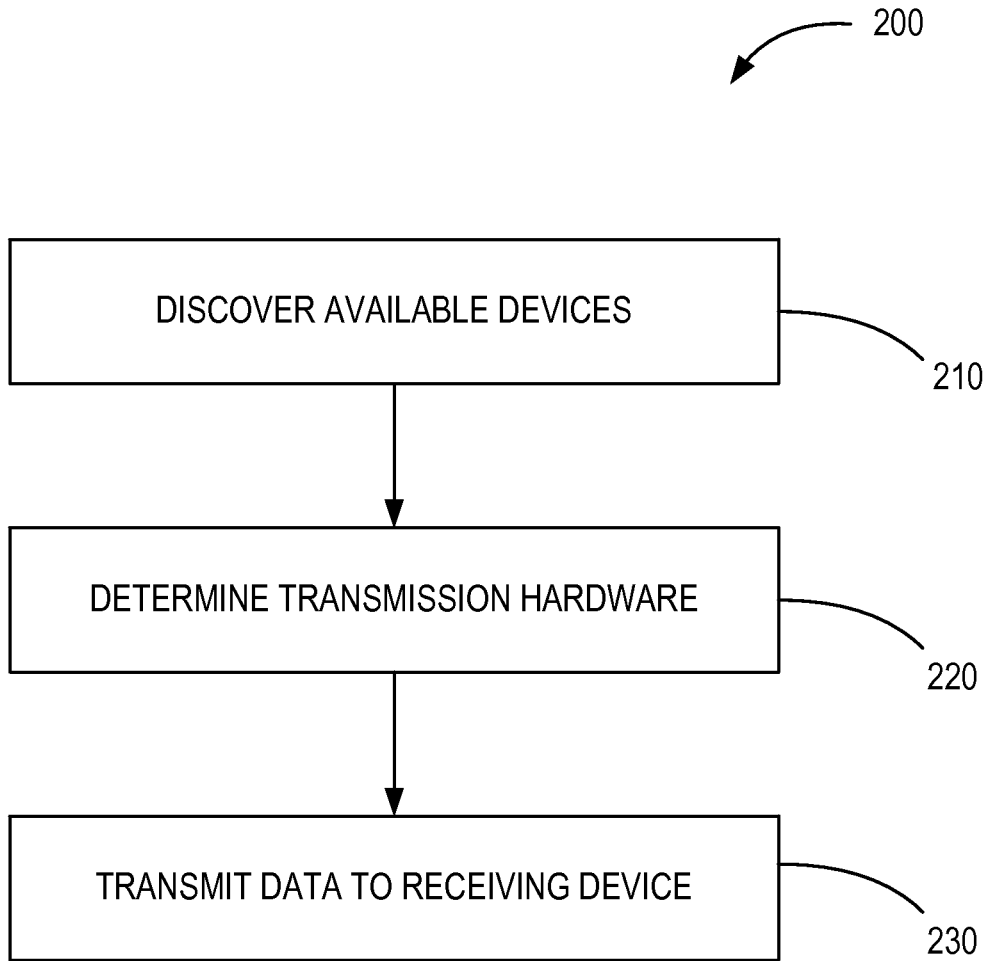 200
DISCOVER AVAILABLE DEVICES
210
DETERMINE TRANSMISSION HARDWARE
220
TRANSMIT DATA TO RECEIVING DEVICE
230